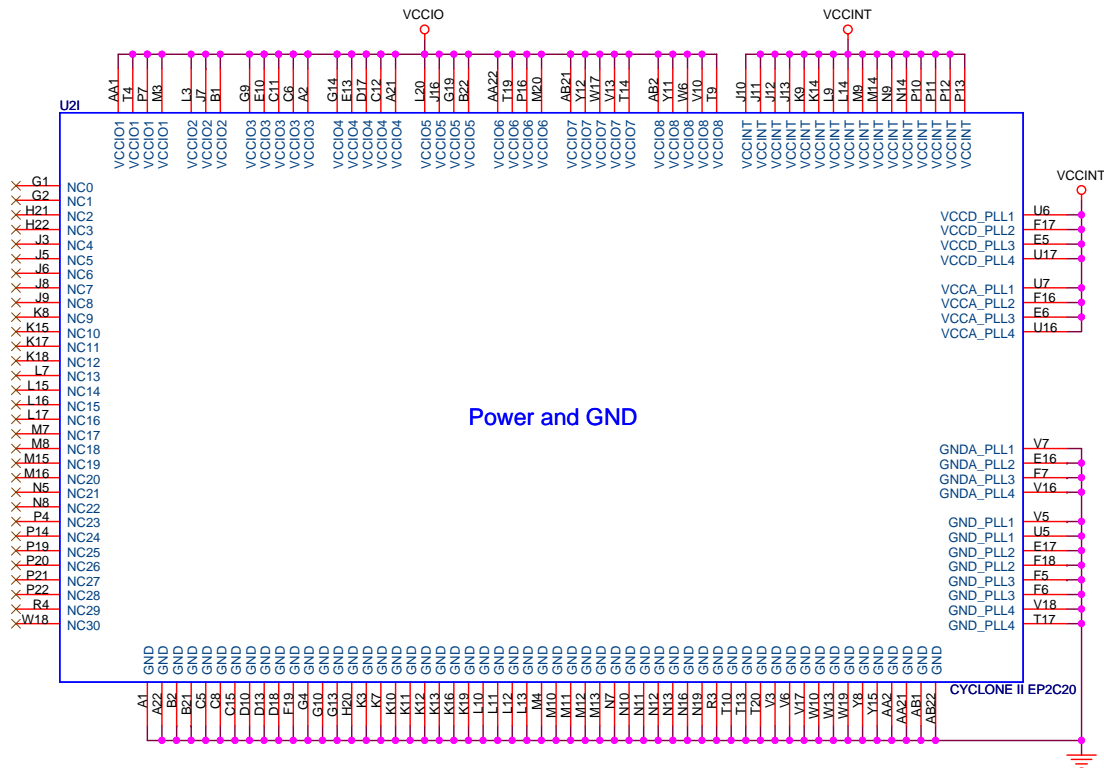 VCCIO
VCCINT
AA1 T4 P7 M3 L3 J7 B1 G9 E10 C11 C6 A2 G14 E13 D17 C12 A21 L20 J16 G19 B22 AA22 T19 P16 M20 AB21 Y12 W17 V13 T14 AB2 Y11 W6 V10 T9 J10 J11 J12 J13 K9 K14 L9 L14 M9 M14 N9 N14 P10 P11 P12 P13
U2I
VCCIO1 VCCIO1 VCCIO1 VCCIO1 VCCIO2 VCCIO2 VCCIO2 VCCIO3 VCCIO3 VCCIO3 VCCIO3 VCCIO3 VCCIO4 VCCIO4 VCCIO4 VCCIO4 VCCIO4 VCCIO5 VCCIO5 VCCIO5 VCCIO5 VCCIO6 VCCIO6 VCCIO6 VCCIO6 VCCIO7 VCCIO7 VCCIO7 VCCIO7 VCCIO7 VCCIO8 VCCIO8 VCCIO8 VCCIO8 VCCIO8 VCCINT VCCINT VCCINT VCCINT VCCINT VCCINT VCCINT VCCINT VCCINT VCCINT VCCINT VCCINT VCCINT VCCINT VCCINT VCCINT
VCCINT
G1 NC0
G2 NC1
H21 NC2
H22 NC3
J3 NC4
J5 NC5
J6 NC6
J8 NC7
J9 NC8
K8 NC9
K15 NC10
K17 NC11
K18 NC12
L7 NC13
L15 NC14
L16 NC15
L17 NC16
M7 NC17
M8 NC18
M15 NC19
M16 NC20
N5 NC21
N8 NC22
P4 NC23
P14 NC24
P19 NC25
P20 NC26
P21 NC27
P22 NC28
R4 NC29
W18 NC30
Power and GND
VCCD_PLL1 U6
VCCD_PLL2 F17
VCCD_PLL3 E5
VCCD_PLL4 U17
VCCA_PLL1 U7
VCCA_PLL2 F16
VCCA_PLL3 E6
VCCA_PLL4 U16
GNDA_PLL1 V7
GNDA_PLL2 E16
GNDA_PLL3 F7
GNDA_PLL4 V16
GND_PLL1 V5
GND_PLL1 U5
GND_PLL2 E17
GND_PLL2 F18
GND_PLL3 F5
GND_PLL3 F6
GND_PLL4 V18
GND_PLL4 T17
GND GND GND GND GND GND GND GND GND GND GND GND GND GND GND GND GND GND GND GND GND GND GND GND GND GND GND GND GND GND GND GND GND GND GND GND GND GND GND GND GND GND GND GND GND GND GND GND GND GND GND GND GND GND GND
CYCLONE II EP2C20
A1 A22 B2 B21 C5 C8 C15 D10 D13 D18 F19 G4 G10 G13 H20 K3 K7 K10 K11 K12 K13 K16 K19 L10 L11 L12 L13 M4 M10 M11 M12 M13 N7 N10 N11 N12 N13 N16 N19 R3 T10 T13 T20 V3 V6 V17 W10 W13 W19 Y8 Y15 AA2 AA21 AB1 AB22